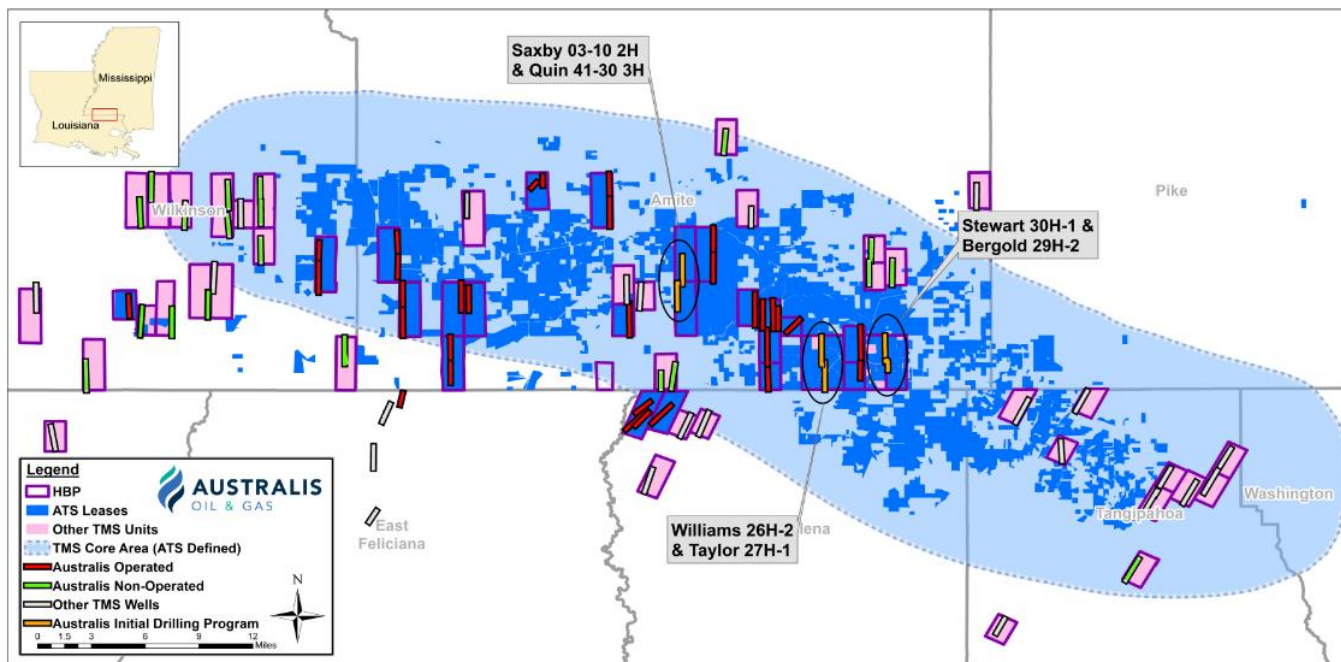 Mississippi
Louisiana
Saxby 03-10 2H
& Quin 41-30 3H
Wilkinson
Amite
Pike
Stewart 30H-1 &
Bergold 29H-2
Williams 26H-2
& Taylor 27H-1
East
Feliciana
Tangipahoa
Washington
Legend
AUSTRALIS
OIL & GAS
HBP
ATS Leases
Other TMS Units
TMS Core Area (ATS Defined)
Australis Operated
Australis Non-Operated
Other TMS Wells
Australis Initial Drilling Program
N
0 1.5 3 6 9 12
Miles